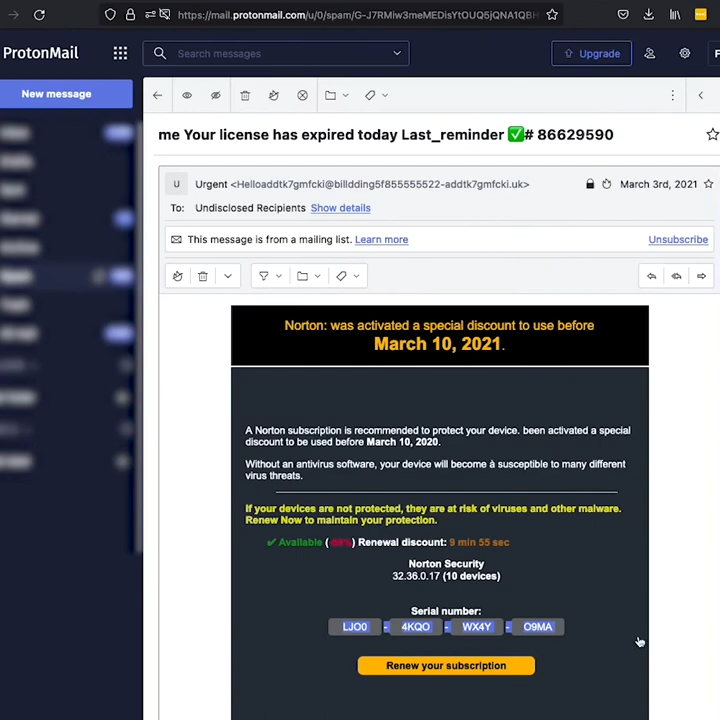 https://mail.protonmail.com/u/0/spam/G-J7RMiw3meMEDisYtOUQ5jQNA1QBH
ProtonMail
Search messages
Upgrade
New message
me Your license has expired today Last_reminder ✅# 86629590
U Urgent <Helloaddtk7gmfcki@billdding5f855555522-addtk7gmfcki.uk> March 3rd, 2021
To: Undisclosed Recipients Show details
This message is from a mailing list. Learn more Unsubscribe
Norton: was activated a special discount to use before
March 10, 2021.
A Norton subscription is recommended to protect your device. been activated a special
discount to be used before March 10, 2020.
Without an antivirus software, your device will become à susceptible to many different
virus threats.
If your devices are not protected, they are at risk of viruses and other malware.
Renew Now to maintain your protection.
✔ Available ( ) Renewal discount: 9 min 55 sec
Norton Security
32.36.0.17 (10 devices)
Serial number:
LJO0 - 4KQO - WX4Y - O9MA
Renew your subscription